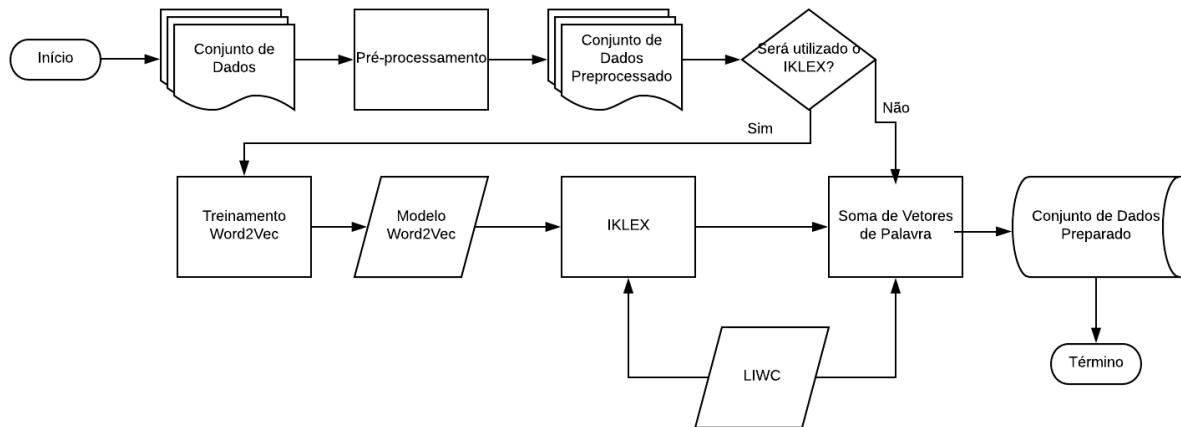 Início
Conjunto de
Dados
Pré-processamento
Conjunto de
Dados
Preprocessado
Será utilizado o
IKLEX?
Não
Sim
Treinamento
Word2Vec
Modelo
Word2Vec
IKLEX
Soma de Vetores
de Palavra
Conjunto de Dados
Preparado
LIWC
Término